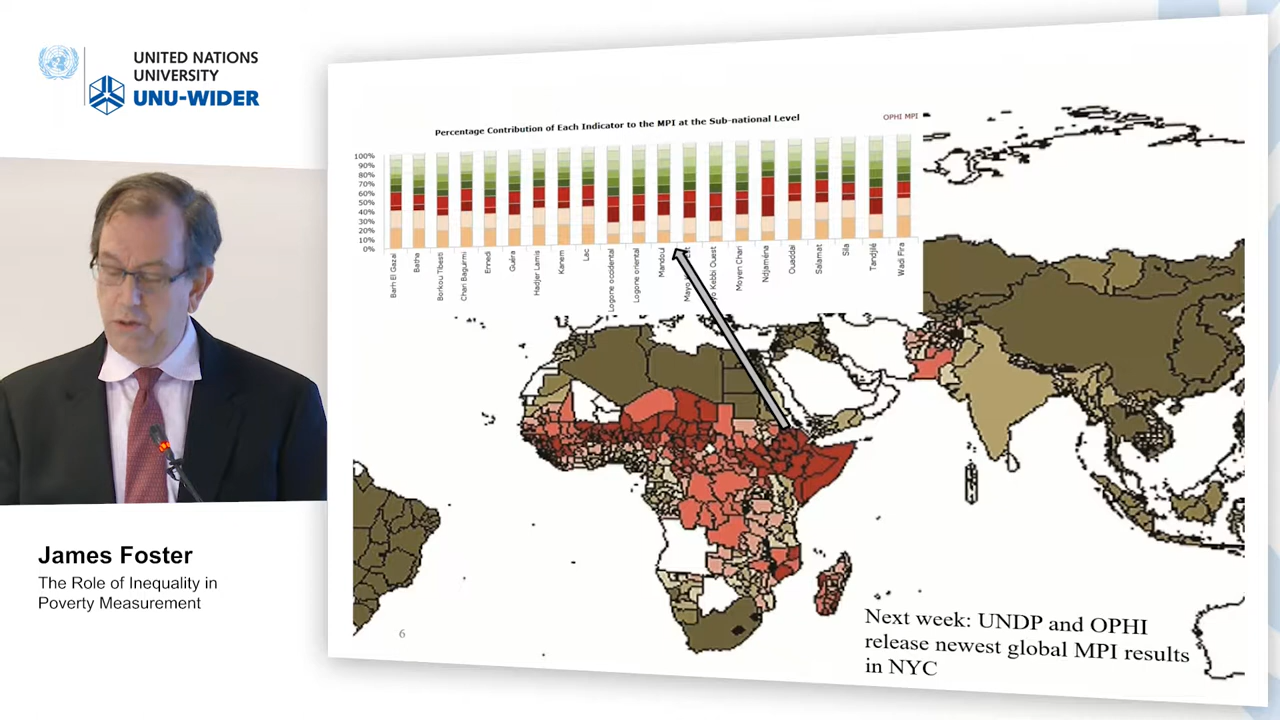 UNITED NATIONS
UNIVERSITY
UNU-WIDER
James Foster
The Role of Inequality in
Poverty Measurement
Percentage Contribution of Each Indicator to the MPI at the Sub-national Level
OPHI MPI
100%
90%
80%
70%
60%
50%
40%
30%
20%
10%
0%
Barh El Gazal
Batha
Borkou Tibesti
Chari Baguirmi
Ennedi
Guéra
Hadjer Lamis
Kanem
Lac
Logone occidental
Logone oriental
Mandoul
Mayo
Kebbi Ouest
Moyen Chari
Ndjaména
Ouaddaï
Salamat
Sila
Tandjilé
Wadi Fira
6
Next week: UNDP and OPHI
release newest global MPI results
in NYC